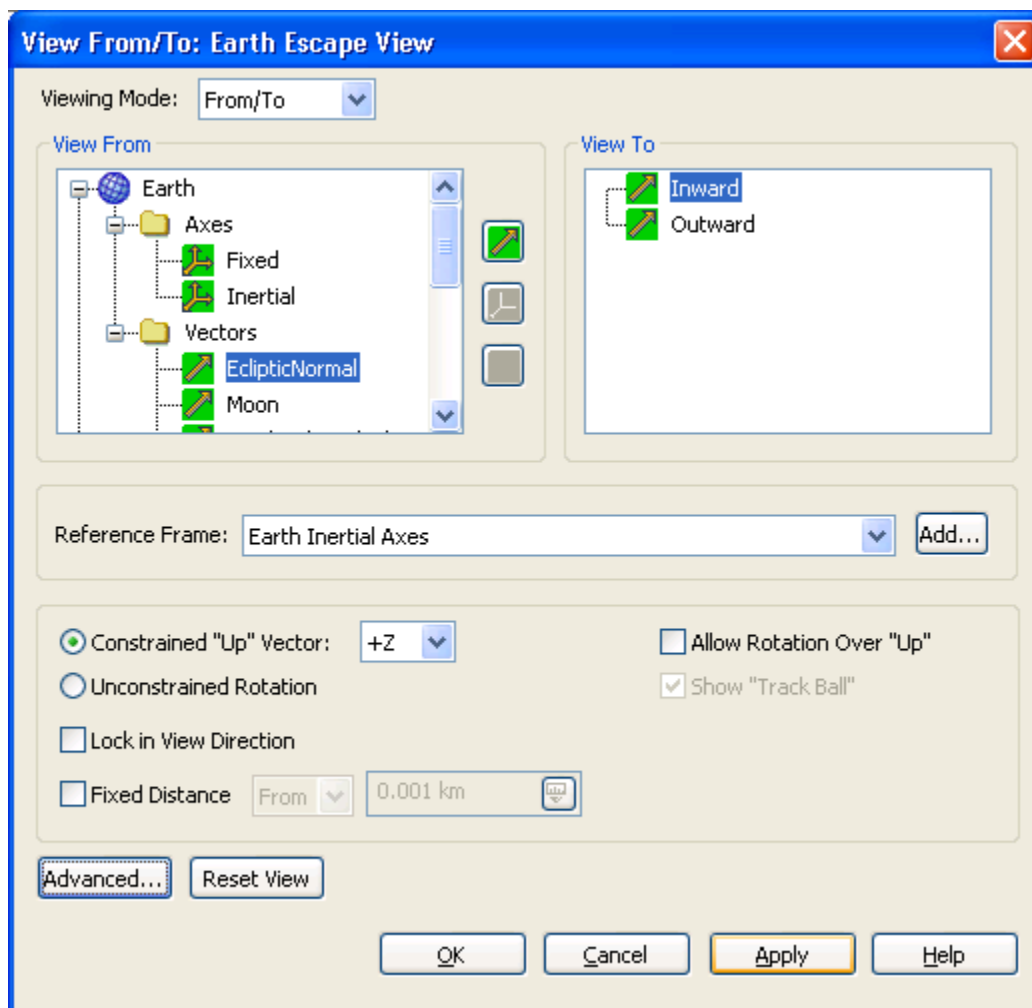 View From/To: Earth Escape View
Viewing Mode: From/To
View From
View To
Earth
Axes
Fixed
Inertial
Vectors
EclipticNormal
Moon
Inward
Outward
Reference Frame: Earth Inertial Axes Add...
Constrained "Up" Vector: +Z Allow Rotation Over "Up"
Unconstrained Rotation Show "Track Ball"
Lock in View Direction
Fixed Distance From 0.001 km
Advanced... Reset View
OK Cancel Apply Help